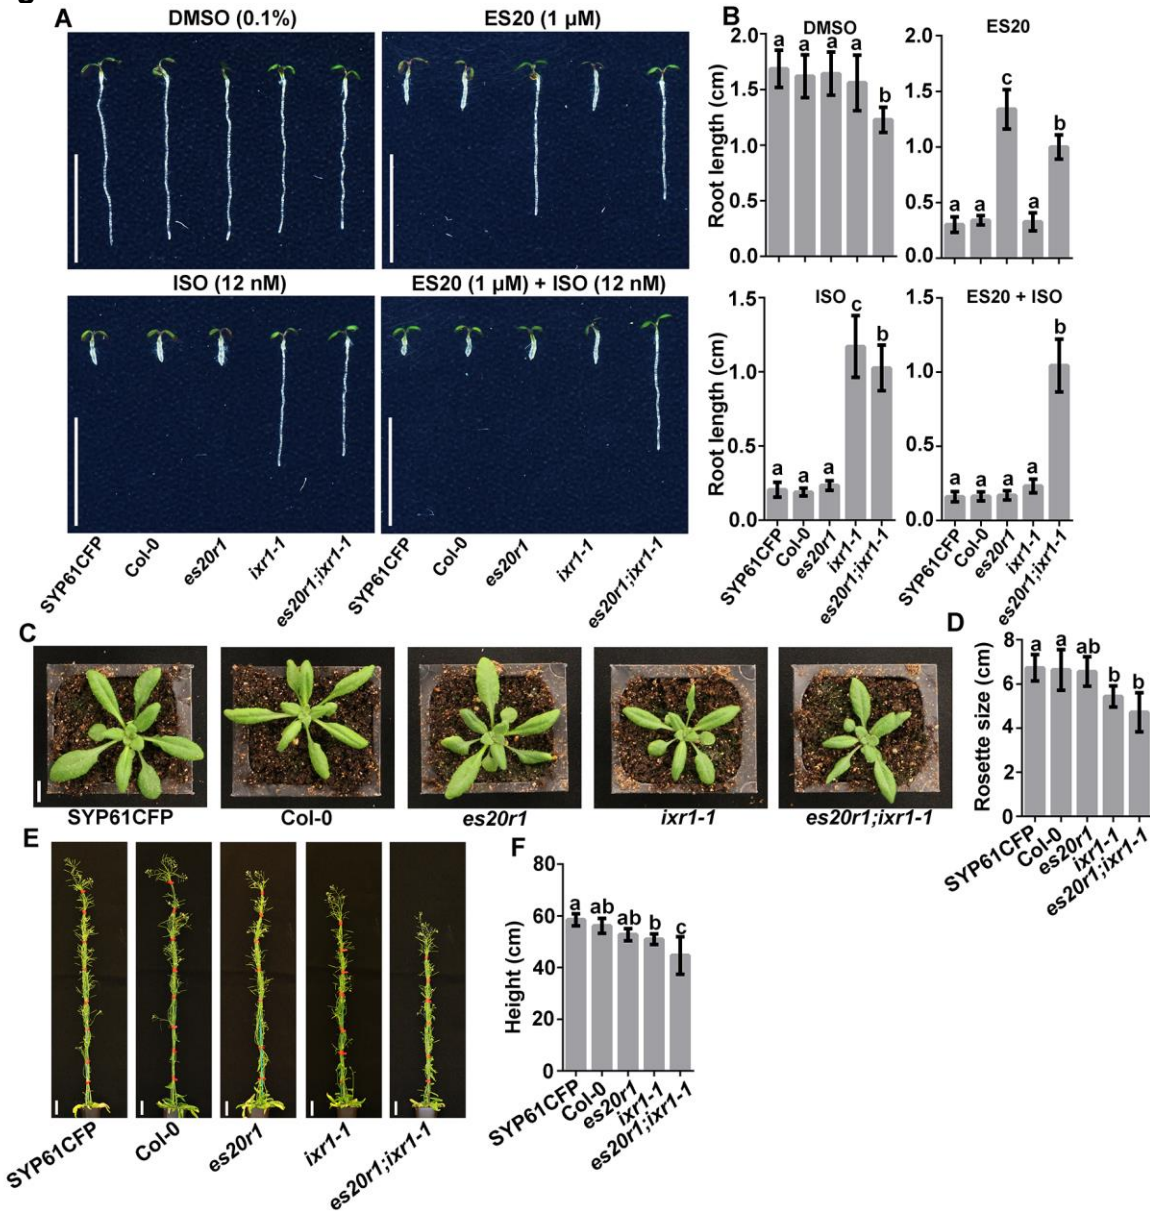 A
DMSO (0.1%)
ES20 (1 µM)
ISO (12 nM)
ES20 (1 µM) + ISO (12 nM)
SYP61CFP
Col-0
es20r1
ixr1-1
es20r1;ixr1-1
SYP61CFP
Col-0
es20r1
ixr1-1
es20r1;ixr1-1
B
DMSO
Root length (cm)
2.0
1.5
1.0
0.5
0.0
a a a a b
ES20
2.0
1.5
1.0
0.5
0.0
a a c a b
ISO
Root length (cm)
1.5
1.0
0.5
0.0
a a a c b
ES20 + ISO
1.5
1.0
0.5
0.0
a a a a b
SYP61CFP
Col-0
es20r1
ixr1-1
es20r1;ixr1-1
SYP61CFP
Col-0
es20r1
ixr1-1
es20r1;ixr1-1
C
SYP61CFP
Col-0
es20r1
ixr1-1
es20r1;ixr1-1
D
Rosette size (cm)
8
6
4
2
0
a a ab b b
SYP61CFP
Col-0
es20r1
ixr1-1
es20r1;ixr1-1
E
SYP61CFP
Col-0
es20r1
ixr1-1
es20r1;ixr1-1
F
Height (cm)
80
60
40
20
0
a ab ab b c
SYP61CFP
Col-0
es20r1
ixr1-1
es20r1;ixr1-1